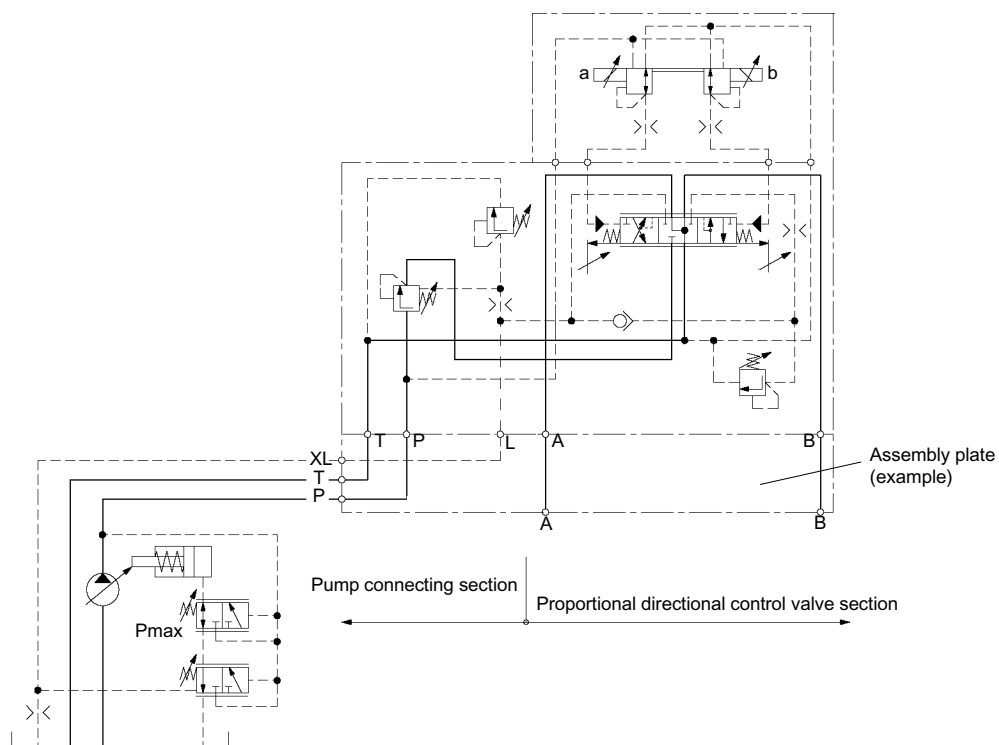 a
b
T
P
L
A
B
XL
T
P
Assembly plate
(example)
A
B
Pump connecting section
Proportional directional control valve section
Pmax